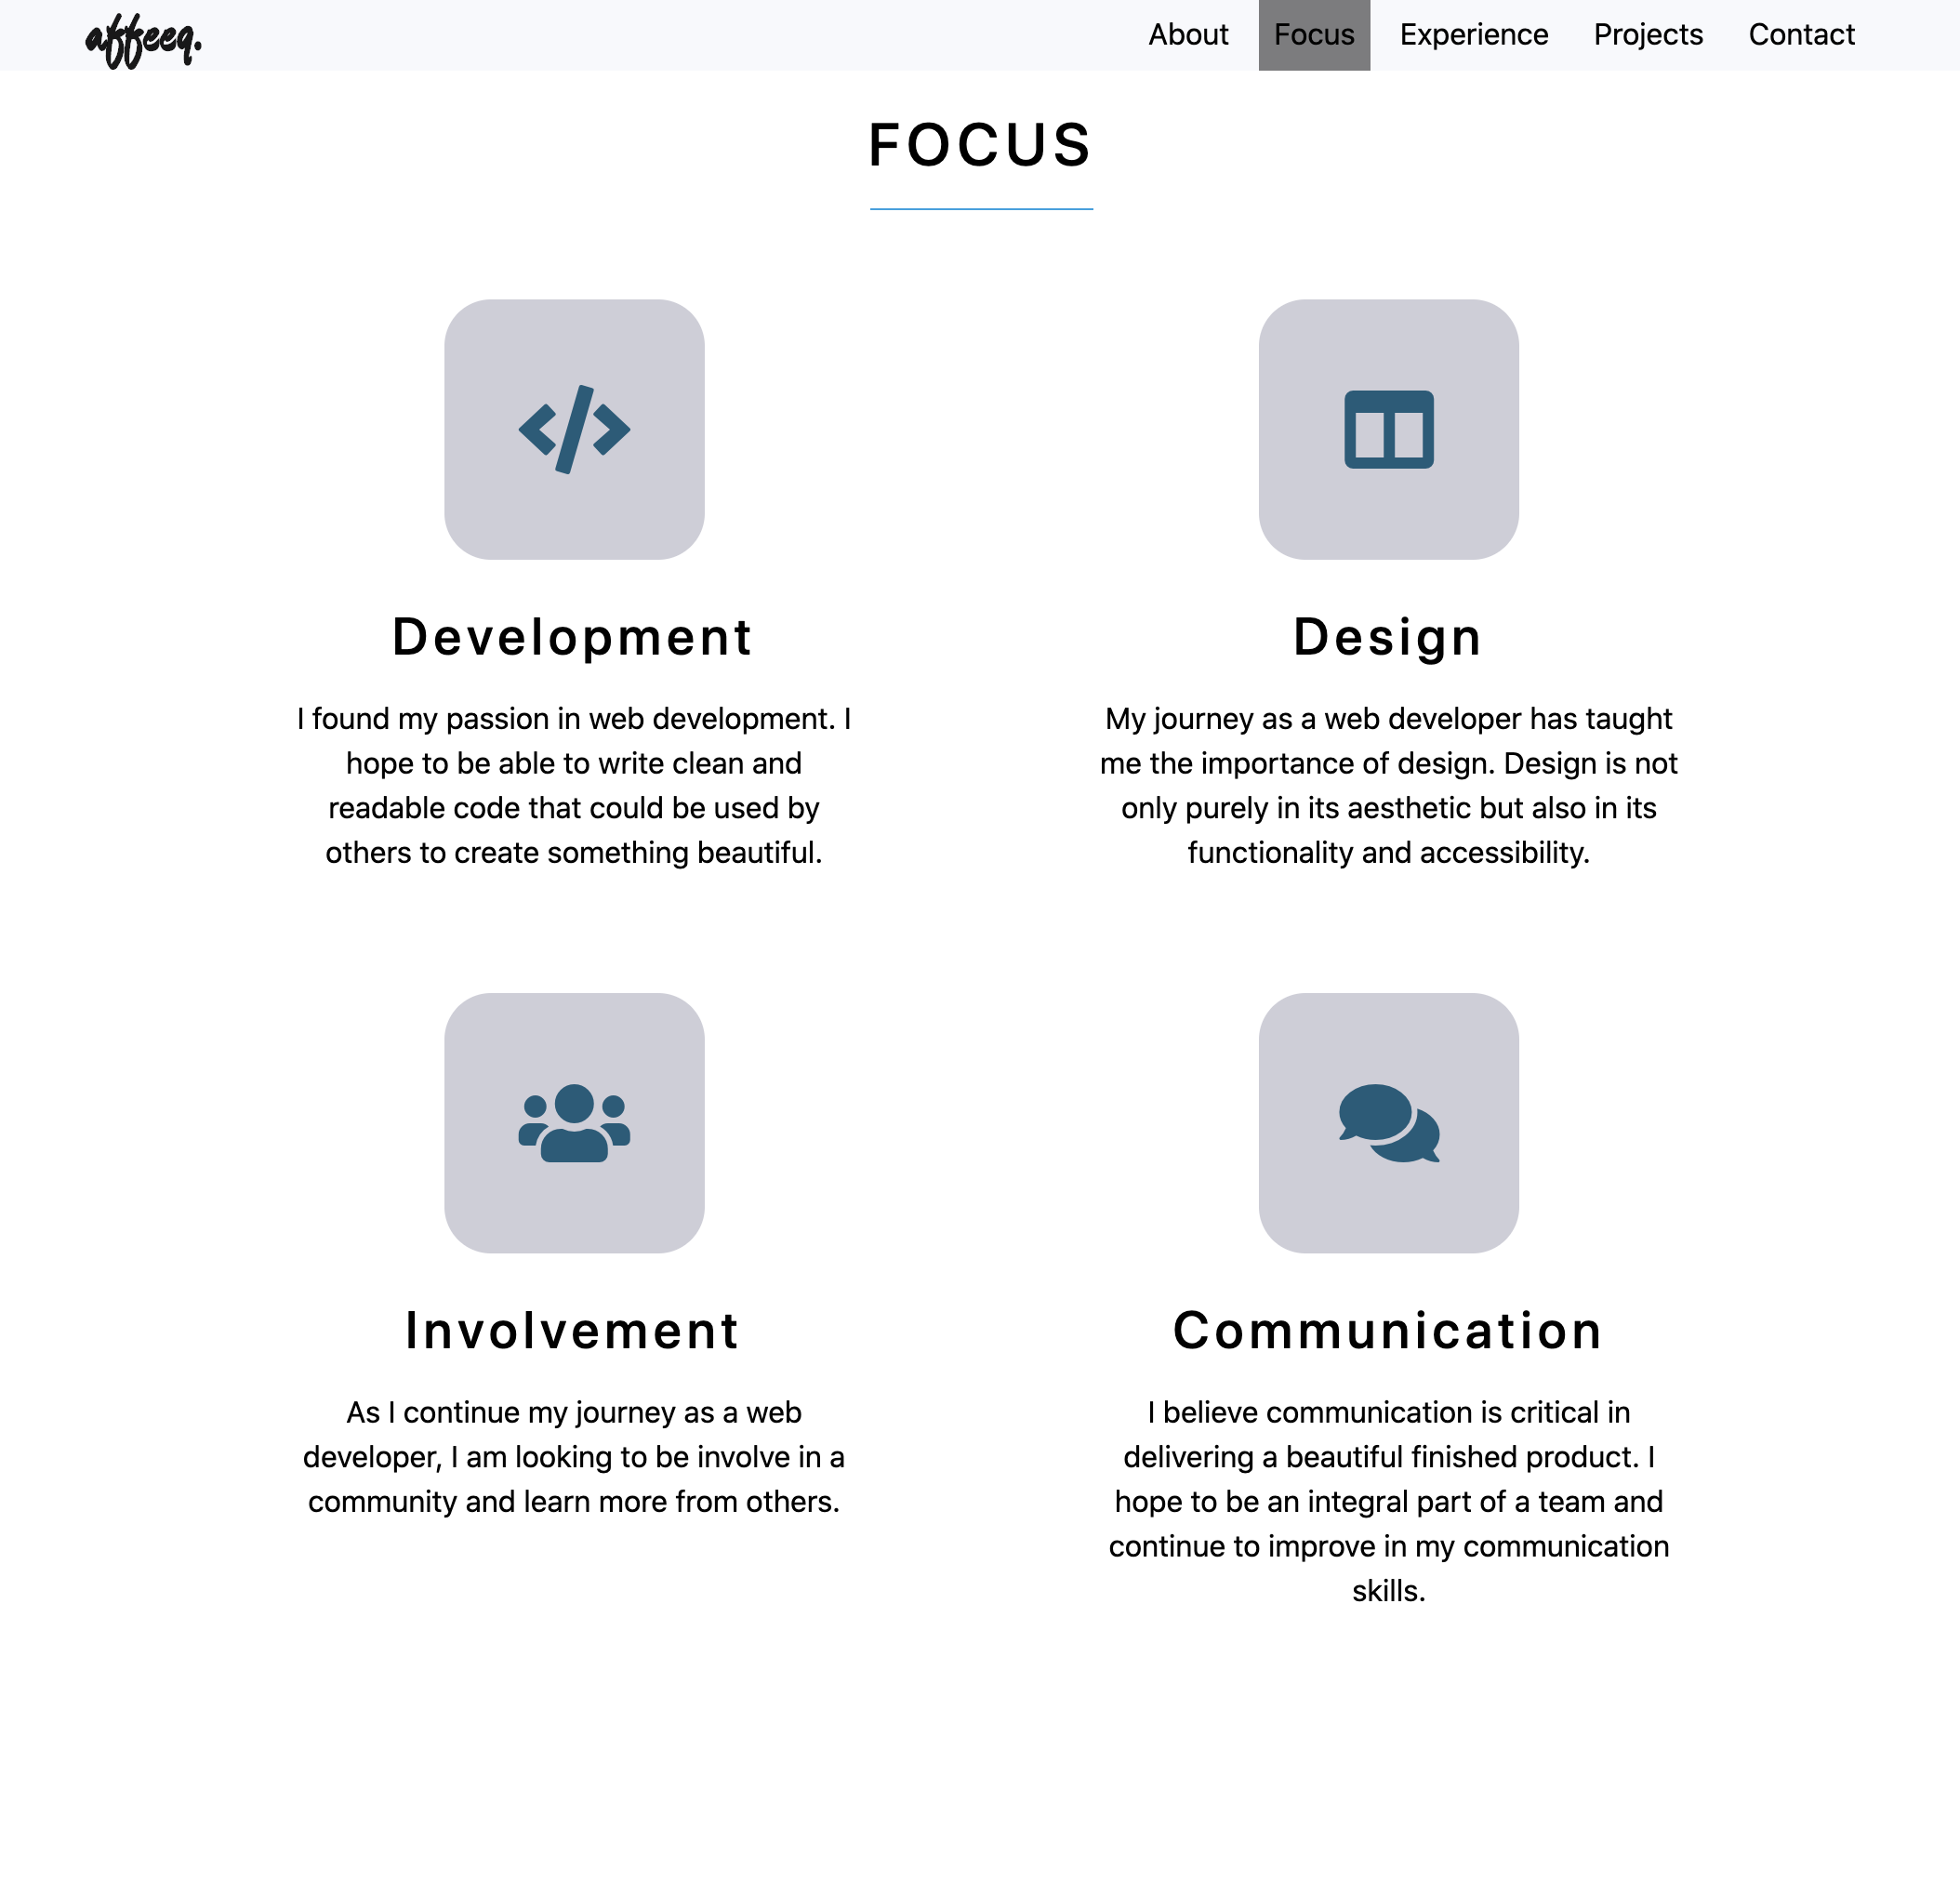 affeeq.
About Focus Experience Projects Contact
FOCUS
Development
I found my passion in web development. I
hope to be able to write clean and
readable code that could be used by
others to create something beautiful.
Design
My journey as a web developer has taught
me the importance of design. Design is not
only purely in its aesthetic but also in its
functionality and accessibility.
Involvement
As I continue my journey as a web
developer, I am looking to be involve in a
community and learn more from others.
Communication
I believe communication is critical in
delivering a beautiful finished product. I
hope to be an integral part of a team and
continue to improve in my communication
skills.